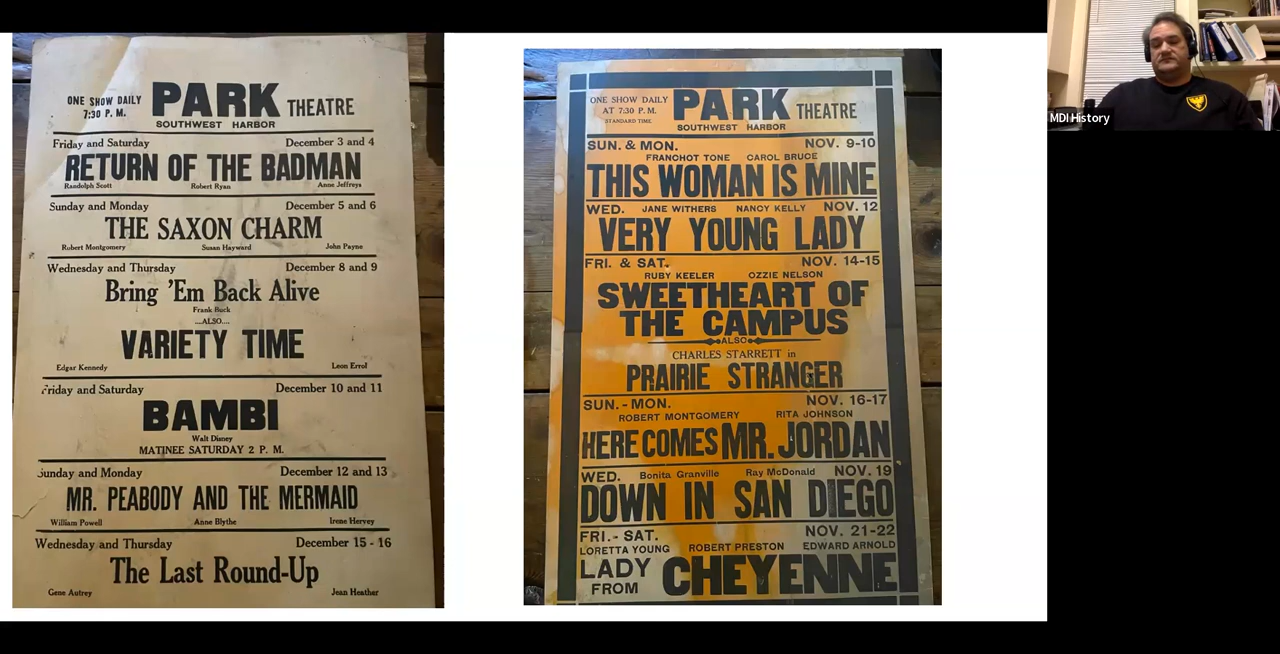 ONE SHOW DAILY
7:30 P. M.
PARK THEATRE
SOUTHWEST HARBOR
Friday and Saturday December 3 and 4
RETURN OF THE BADMAN
Randolph Scott Robert Ryan Anne Jeffreys
Sunday and Monday December 5 and 6
THE SAXON CHARM
Robert Montgomery Susan Hayward John Payne
Wednesday and Thursday December 8 and 9
Bring 'Em Back Alive
Frank Buck
....ALSO....
VARIETY TIME
Edgar Kennedy Leon Errol
Friday and Saturday December 10 and 11
BAMBI
Walt Disney
MATINEE SATURDAY 2 P. M.
Sunday and Monday December 12 and 13
MR. PEABODY AND THE MERMAID
William Powell Anne Blythe Irene Hervey
Wednesday and Thursday December 15 - 16
The Last Round-Up
Gene Autrey Jean Heather
ONE SHOW DAILY
AT 7:30 P. M.
STANDARD TIME
PARK THEATRE
SOUTHWEST HARBOR
SUN. & MON. NOV. 9-10
FRANCHOT TONE CAROL BRUCE
THIS WOMAN IS MINE
WED. JANE WITHERS NANCY KELLY NOV. 12
VERY YOUNG LADY
FRI. & SAT. NOV. 14-15
RUBY KEELER OZZIE NELSON
SWEETHEART OF
THE CAMPUS
ALSO
CHARLES STARRETT in
PRAIRIE STRANGER
SUN. - MON. NOV. 16-17
ROBERT MONTGOMERY RITA JOHNSON
HERE COMES MR. JORDAN
WED. Bonita Granville Ray McDonald NOV. 19
DOWN IN SAN DIEGO
FRI. - SAT. NOV. 21-22
LORETTA YOUNG ROBERT PRESTON EDWARD ARNOLD
LADY FROM CHEYENNE
MDI History